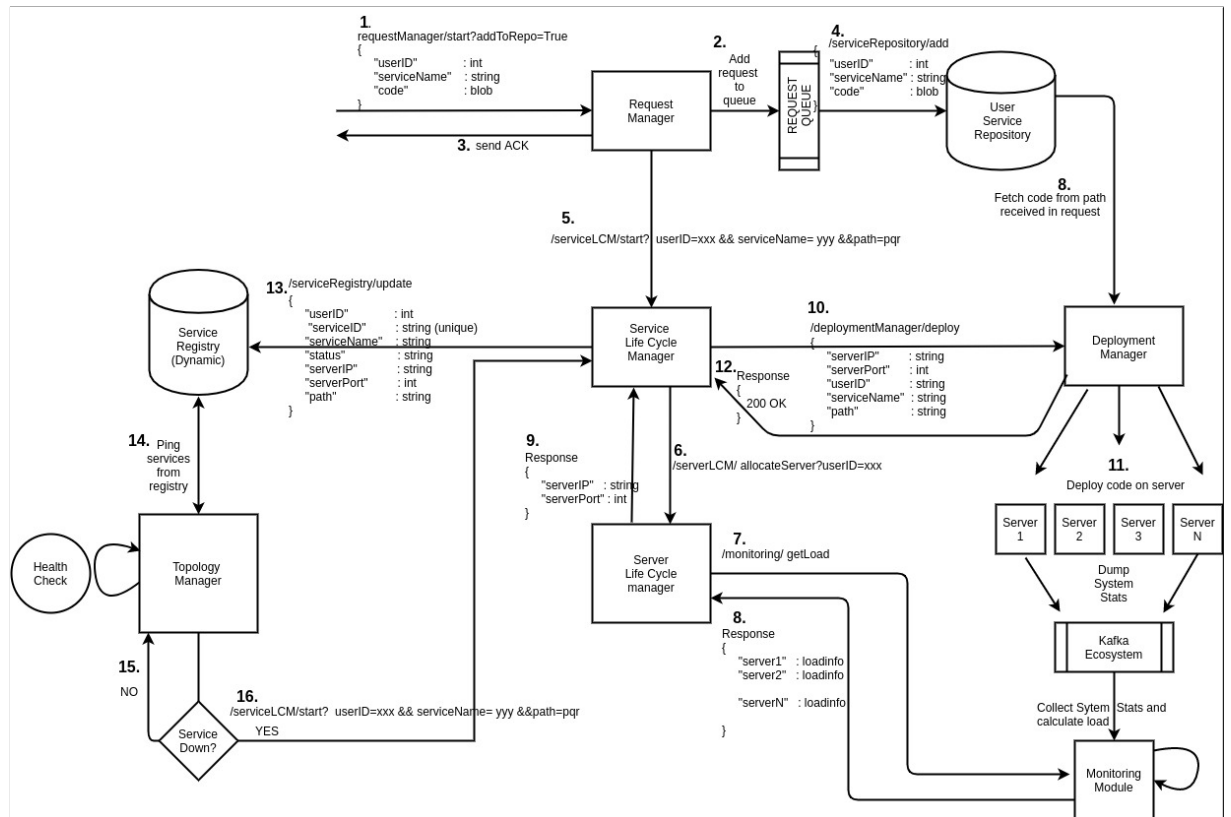 1.
requestManager/start?addToRepo=True
{
"userID" : int
"serviceName" : string
"code" : blob
}
3. send ACK
Request
Manager
2.
Add
request
to
queue
REQUEST
QUEUE
4.
/serviceRepository/add
{
"userID" : int
"serviceName" : string
"code" : blob
}
User
Service
Repository
8.
Fetch code from path
received in request
5.
/serviceLCM/start? userID=xxx && serviceName= yyy &&path=pqr
Service
Registry
(Dynamic)
13.
/serviceRegistry/update
{
"userID" : int
"serviceID" : string (unique)
"serviceName" : string
"status" : string
"serverIP" : string
"serverPort" : int
"path" : string
}
Service
Life Cycle
Manager
10.
/deploymentManager/deploy
{
"serverIP" : string
"serverPort" : int
"userID" : string
"serviceName" : string
"path" : string
}
12.
Response
{
200 OK
}
Deployment
Manager
14. Ping
services
from
registry
9.
Response
{
"serverIP" : string
"serverPort" : int
}
6.
/serverLCM/ allocateServer?userID=xxx
11.
Deploy code on server
Server
1
Server
2
Server
3
Server
N
Health
Check
Topology
Manager
Server
Life Cycle
manager
7.
/monitoring/ getLoad
8.
Response
{
"server1" : loadinfo
"server2" : loadinfo
"serverN" : loadinfo
}
Dump
System
Stats
Kafka
Ecosystem
Collect Sytem Stats and
calculate load
Monitoring
Module
15.
NO
16.
/serviceLCM/start? userID=xxx && serviceName= yyy &&path=pqr
YES
Service
Down?